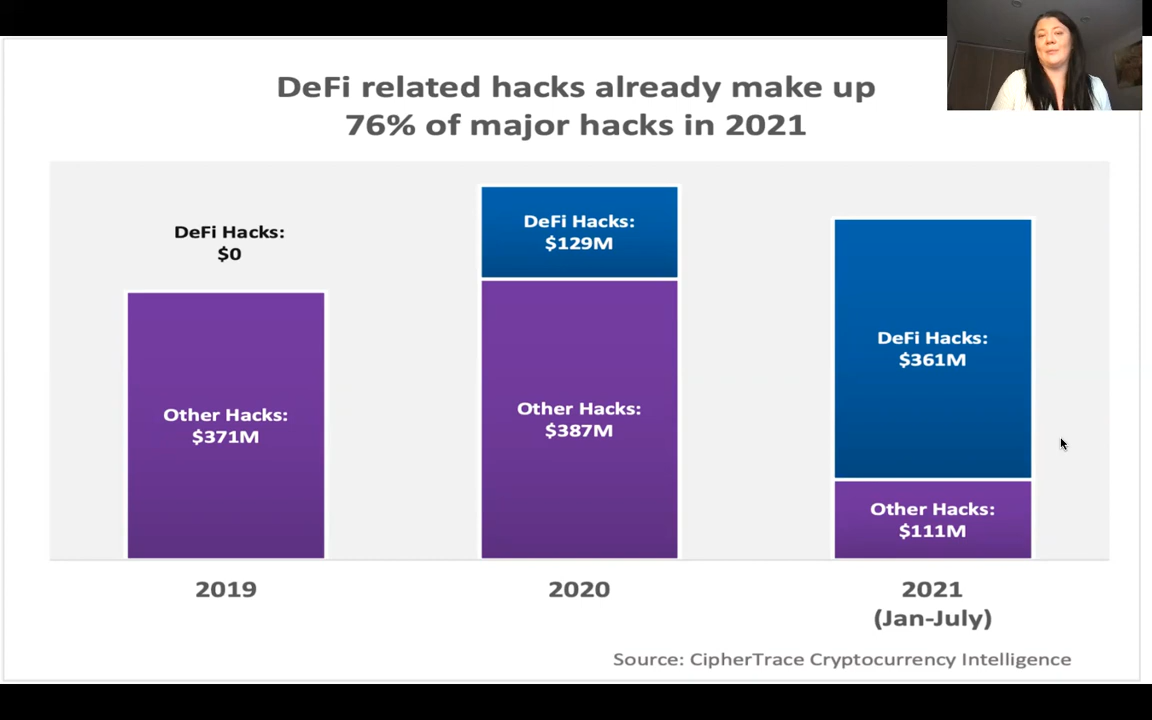 DeFi related hacks already make up
76% of major hacks in 2021
DeFi Hacks:
$0
Other Hacks:
$371M
DeFi Hacks:
$129M
Other Hacks:
$387M
DeFi Hacks:
$361M
Other Hacks:
$111M
2019
2020
2021
(Jan-July)
Source: CipherTrace Cryptocurrency Intelligence